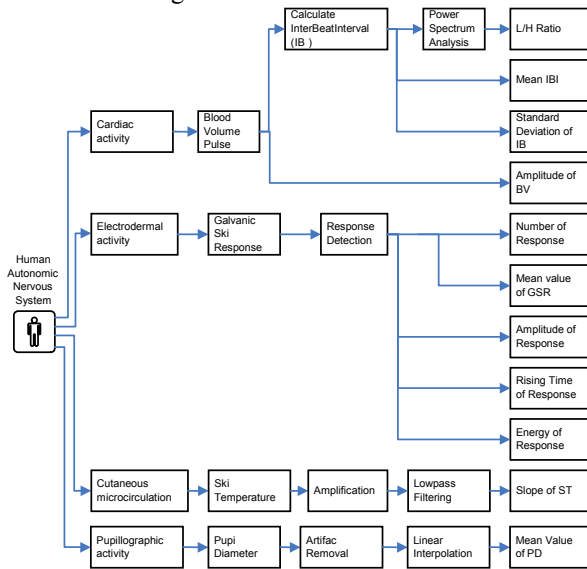 Calculate
InterBeatInterval
(IB )
Power
Spectrum
Analysis
L/H Ratio
Mean IBI
Standard
Deviation of
IB
Cardiac
activity
Blood
Volume
Pulse
Amplitude of
BV
Electrodermal
activity
Galvanic
Ski
Response
Response
Detection
Number of
Response
Mean value
of GSR
Amplitude of
Response
Rising Time
of Response
Energy of
Response
Human
Autonomic
Nervous
System
Cutaneous
microcirculation
Ski
Temperature
Amplification
Lowpass
Filtering
Slope of ST
Pupillographic
activity
Pupi
Diameter
Artifac
Removal
Linear
Interpolation
Mean Value
of PD